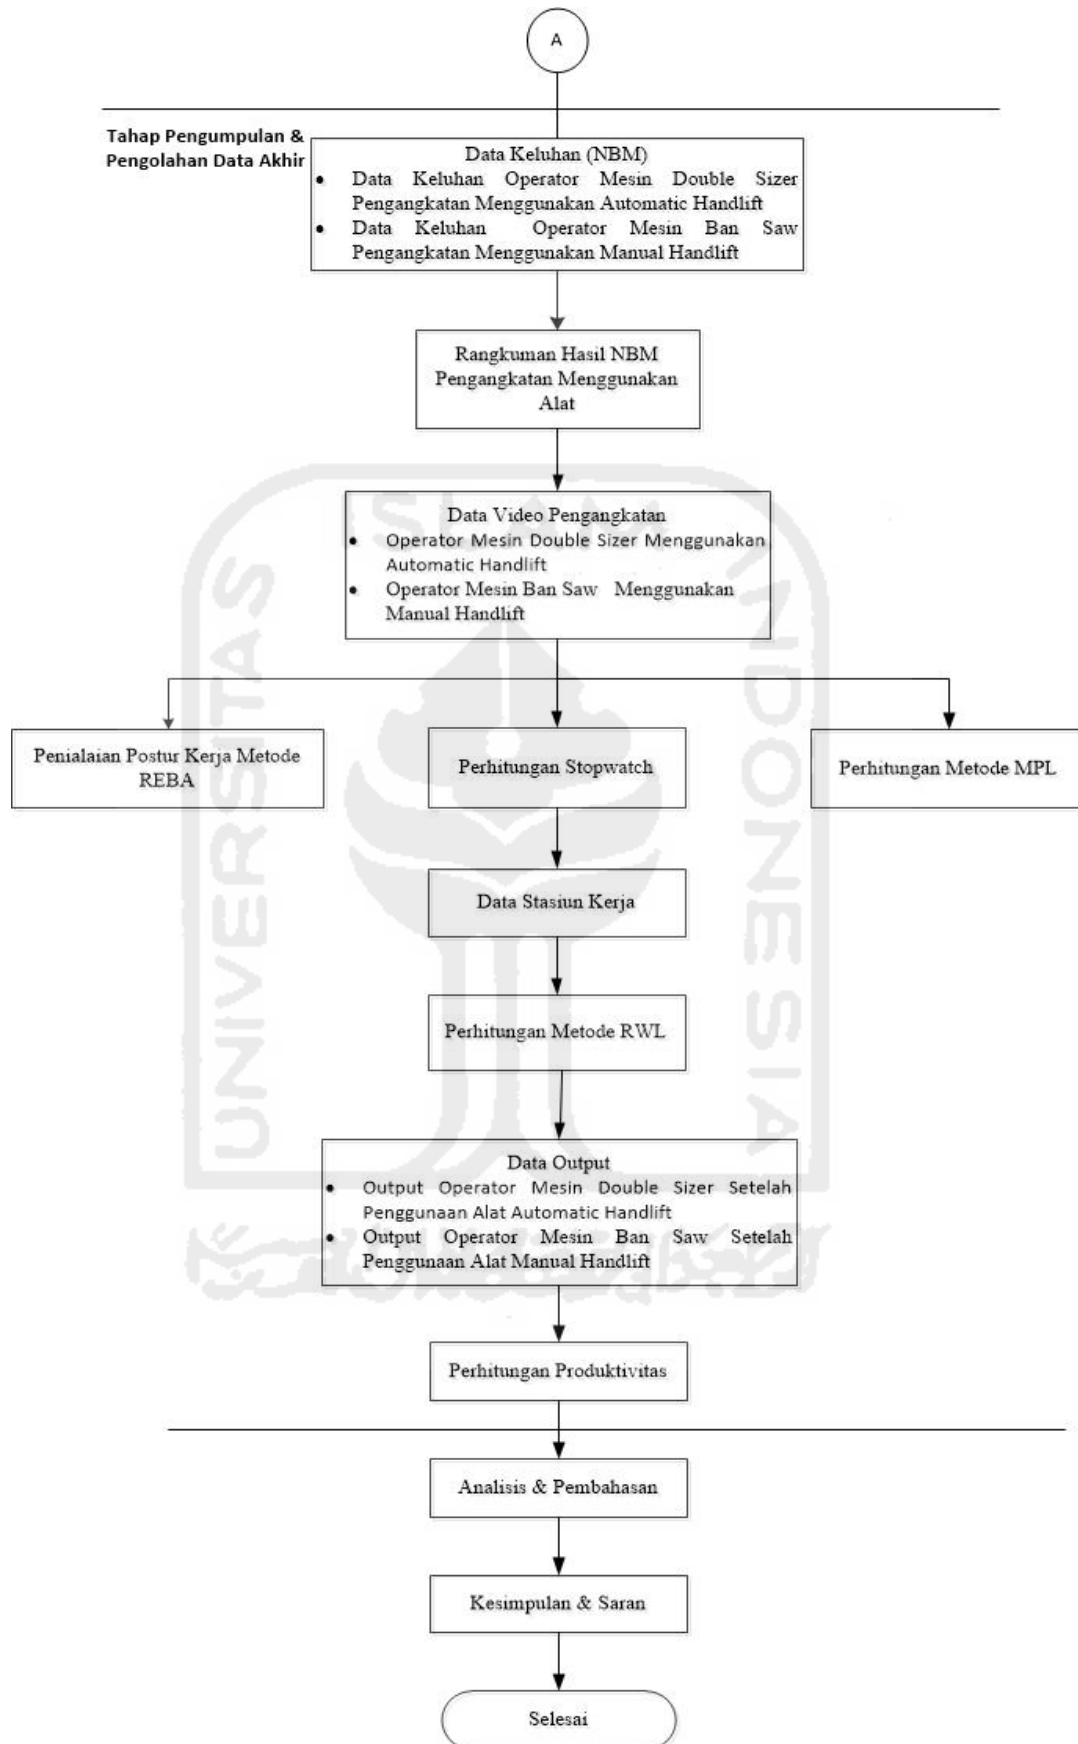 A
Tahap Pengumpulan &
Pengolahan Data Akhir
Data Keluhan (NBM)
• Data Keluhan Operator Mesin Double Sizer
Pengangkatan Menggunakan Automatic Handlift
• Data Keluhan Operator Mesin Ban Saw
Pengangkatan Menggunakan Manual Handlift
Rangkuman Hasil NBM
Pengangkatan Menggunakan
Alat
Data Video Pengangkatan
• Operator Mesin Double Sizer Menggunakan
Automatic Handlift
• Operator Mesin Ban Saw Menggunakan
Manual Handlift
Penialaian Postur Kerja Metode
REBA
Perhitungan Stopwatch
Perhitungan Metode MPL
Data Stasiun Kerja
Perhitungan Metode RWL
Data Output
• Output Operator Mesin Double Sizer Setelah
Penggunaan Alat Automatic Handlift
• Output Operator Mesin Ban Saw Setelah
Penggunaan Alat Manual Handlift
Perhitungan Produktivitas
Analisis & Pembahasan
Kesimpulan & Saran
Selesai
UNIVERSITAS
ISLAM
INDONESIA